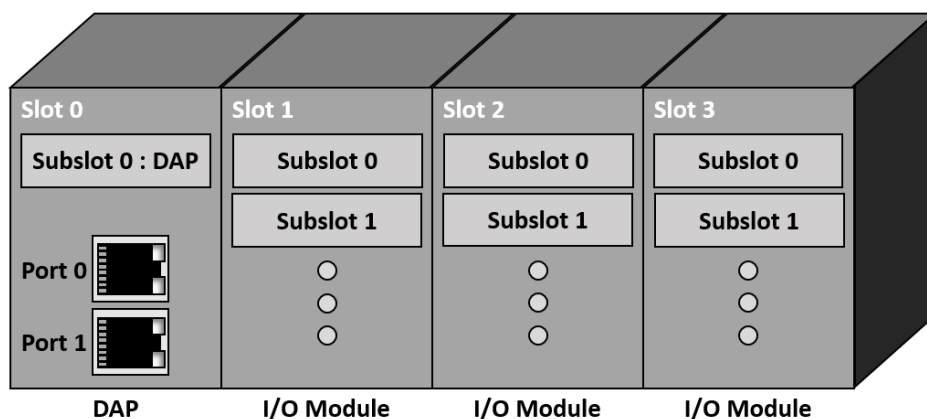 Slot 0
Slot 1
Slot 2
Slot 3
Subslot 0 : DAP
Subslot 0
Subslot 0
Subslot 0
Subslot 1
Subslot 1
Subslot 1
Port 0
Port 1
DAP
I/O Module
I/O Module
I/O Module